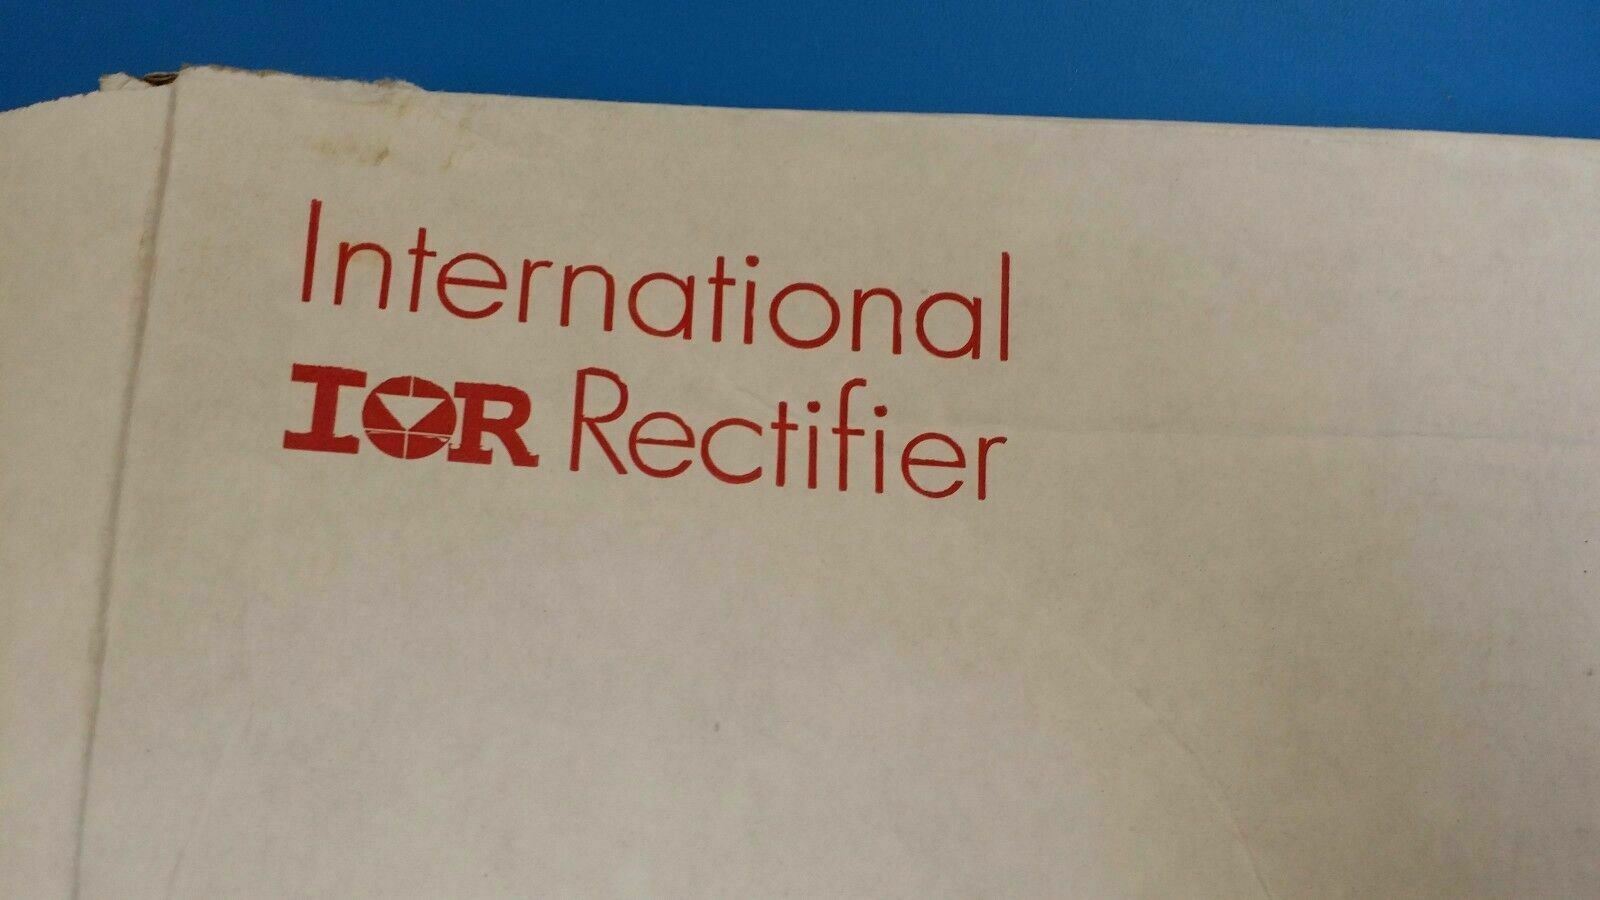 International
IOR Rectifier